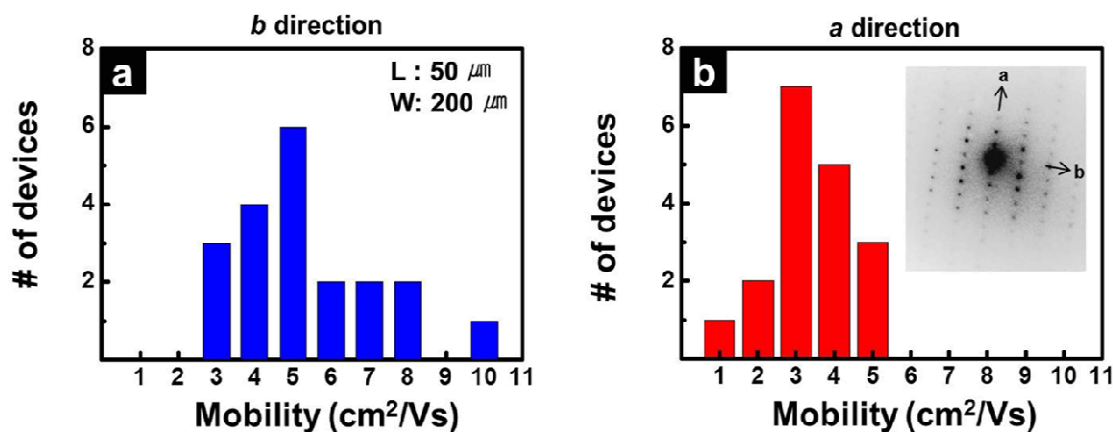 b direction
a
L : 50 ㎛
W: 200 ㎛
8
6
4
2
# of devices
1 2 3 4 5 6 7 8 9 10 11
Mobility (cm²/Vs)
a direction
b
a
b
8
6
4
2
# of devices
1 2 3 4 5 6 7 8 9 10 11
Mobility (cm²/Vs)